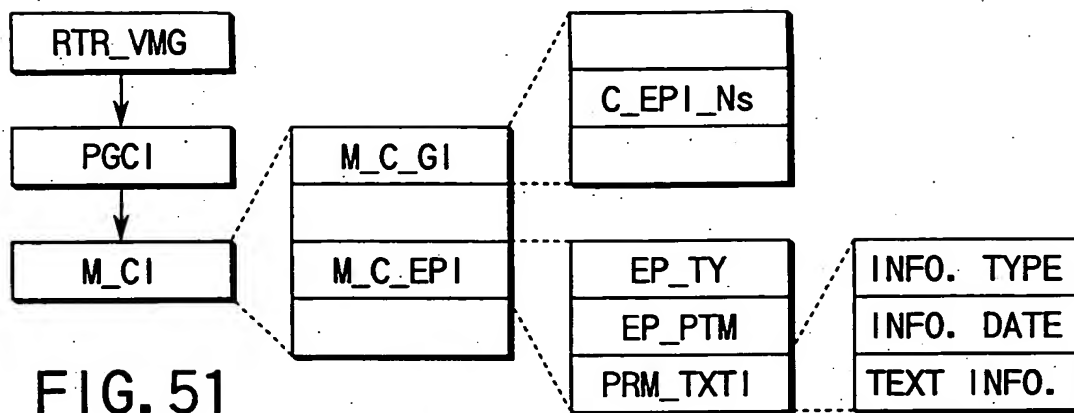 RTR_VMG
PGCI
M_CI
M_C_GI
M_C_EPI
C_EPI_Ns
EP_TY
EP_PTM
PRM_TXTI
INFO. TYPE
INFO. DATE
TEXT INFO.
FIG. 51